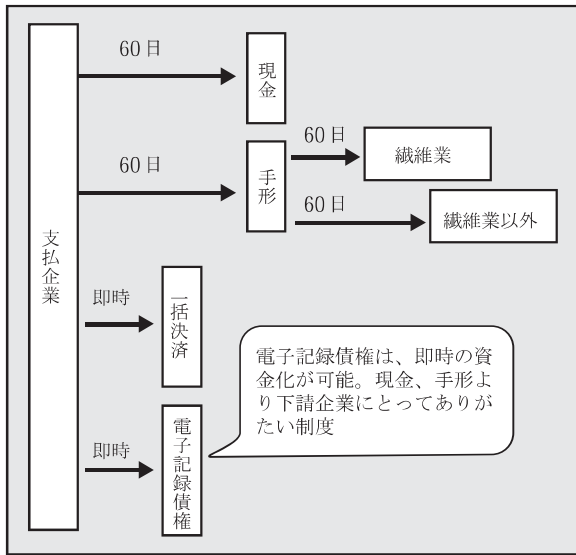 支払企業
60日
現金
60日
手形
60日
繊維業
60日
繊維業以外
即時
一括決済
電子記録債権は、即時の資
金化が可能。現金、手形よ
り下請企業にとってありが
たい制度
即時
電子記録債権